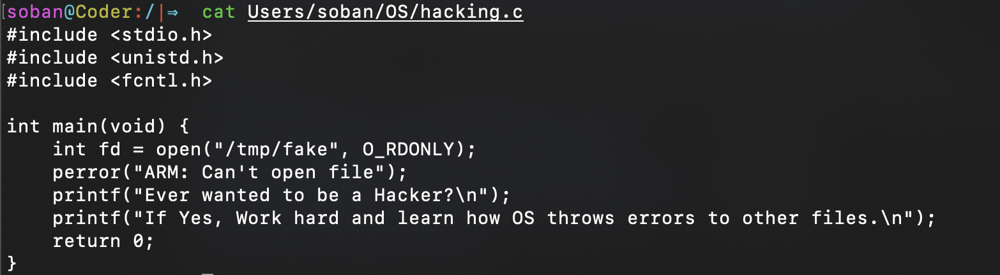 [soban@Coder:/|⇒  cat Users/soban/OS/hacking.c
#include <stdio.h>
#include <unistd.h>
#include <fcntl.h>

int main(void) {
    int fd = open("/tmp/fake", O_RDONLY);
    perror("ARM: Can't open file");
    printf("Ever wanted to be a Hacker?\n");
    printf("If Yes, Work hard and learn how OS throws errors to other files.\n");
    return 0;
}